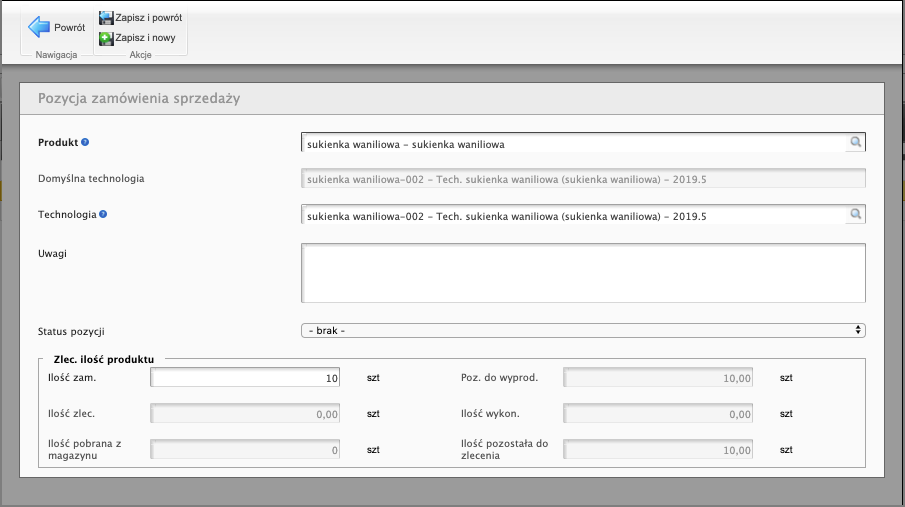 Powrót
Nawigacja
Zapisz i powrót
Zapisz i nowy
Akcje
Pozycja zamówienia sprzedaży
Produkt
sukienka waniliowa - sukienka waniliowa
Domyślna technologia
sukienka waniliowa-002 - Tech. sukienka waniliowa (sukienka waniliowa) - 2019.5
Technologia
sukienka waniliowa-002 - Tech. sukienka waniliowa (sukienka waniliowa) - 2019.5
Uwagi
Status pozycji
- brak -
Zlec. ilość produktu
Ilość zam. 10 szt
Poz. do wyprod. 10,00 szt
Ilość zlec. 0,00 szt
Ilość wykon. 0,00 szt
Ilość pobrana z
magazynu 0 szt
Ilość pozostała do
zlecenia 10,00 szt